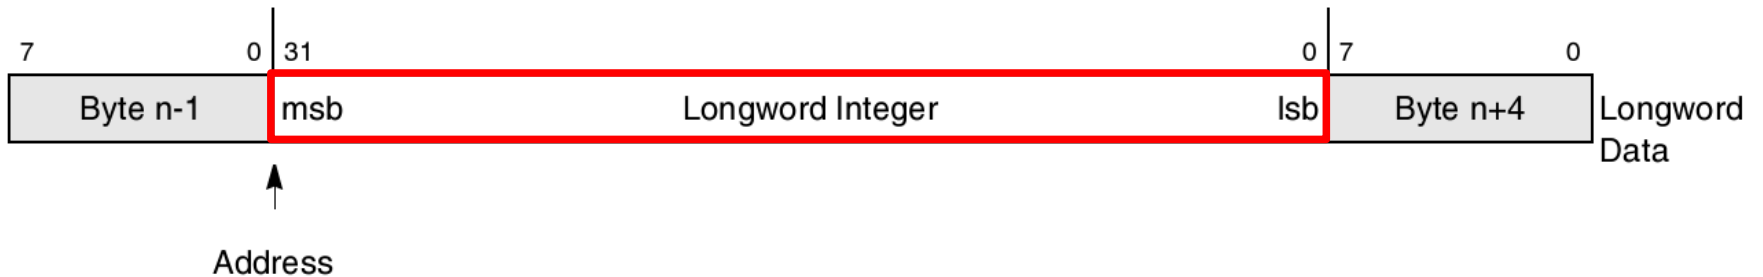 7 0 31 0 7 0
Byte n-1 msb Longword Integer lsb Byte n+4 Longword
Data
Address